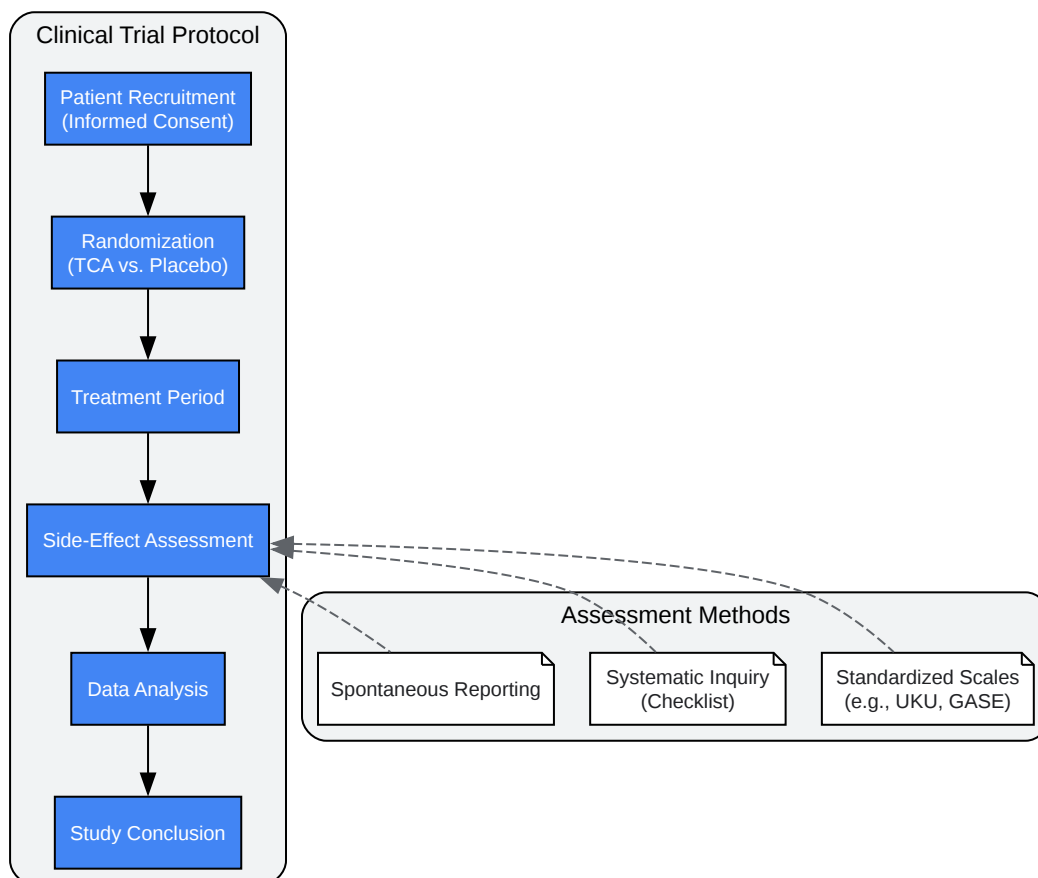 Clinical Trial Protocol
Patient Recruitment
(Informed Consent)
Randomization
(TCA vs. Placebo)
Treatment Period
Side-Effect Assessment
Data Analysis
Study Conclusion
Assessment Methods
Spontaneous Reporting
Systematic Inquiry
(Checklist)
Standardized Scales
(e.g., UKU, GASE)